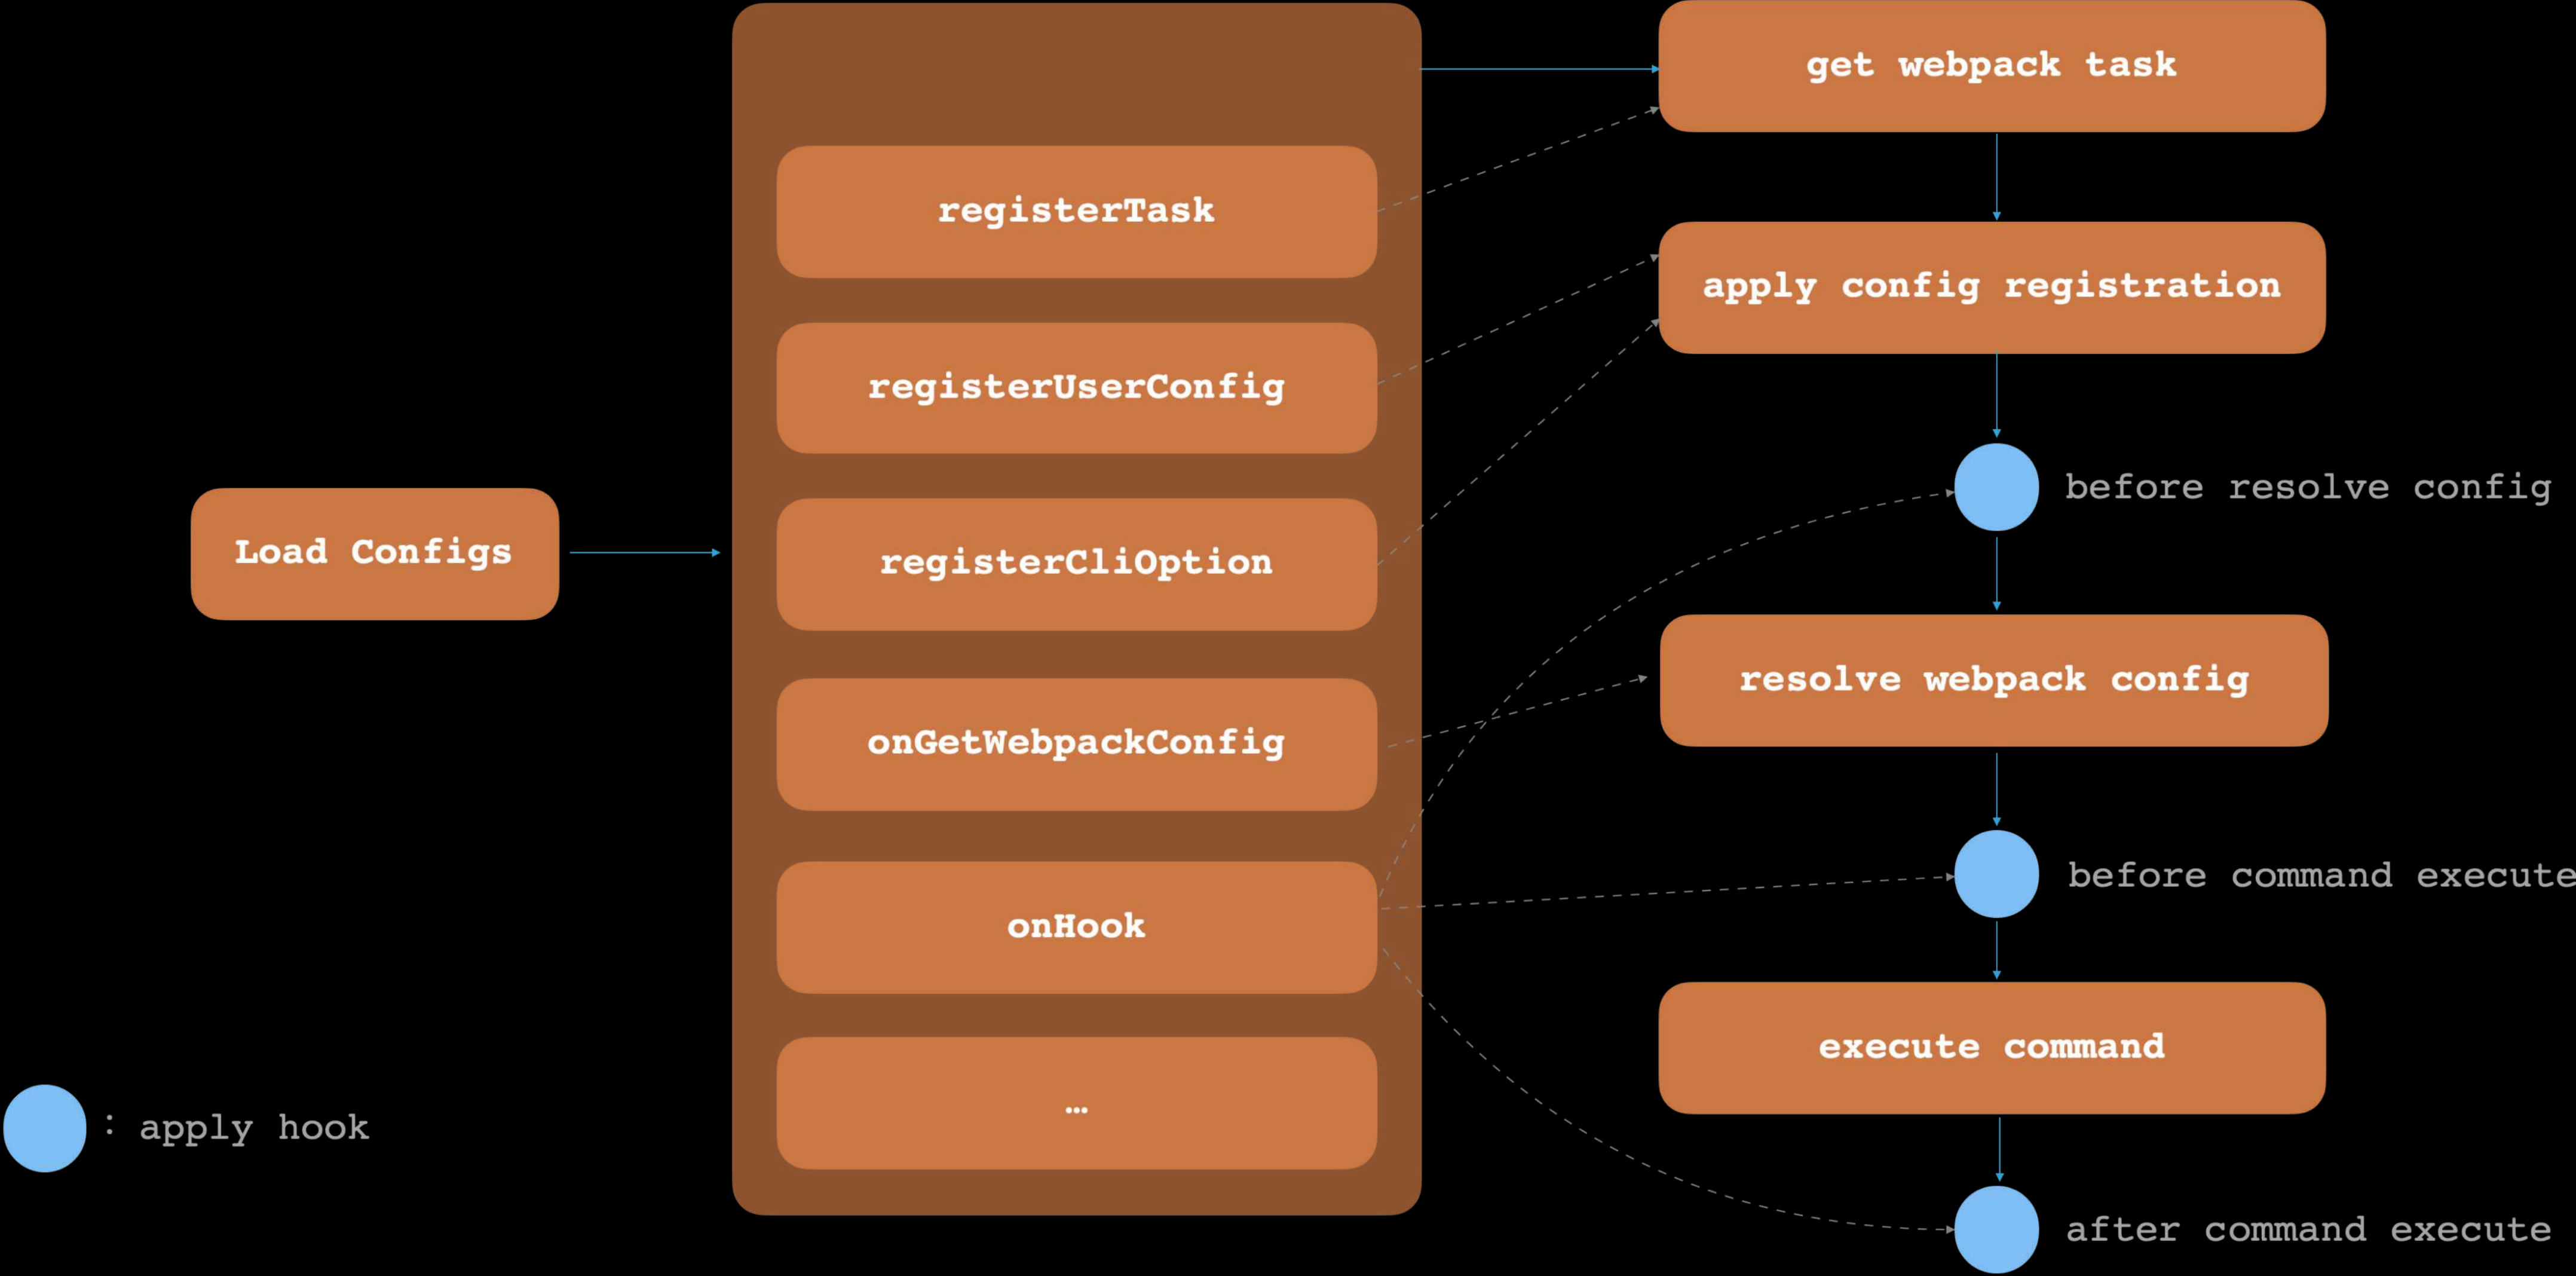 Load Configs
: apply hook
registerTask
registerUserConfig
registerCliOption
onGetWebpackConfig
onHook
…
get webpack task
apply config registration
before resolve config
resolve webpack config
before command execute
execute command
after command execute